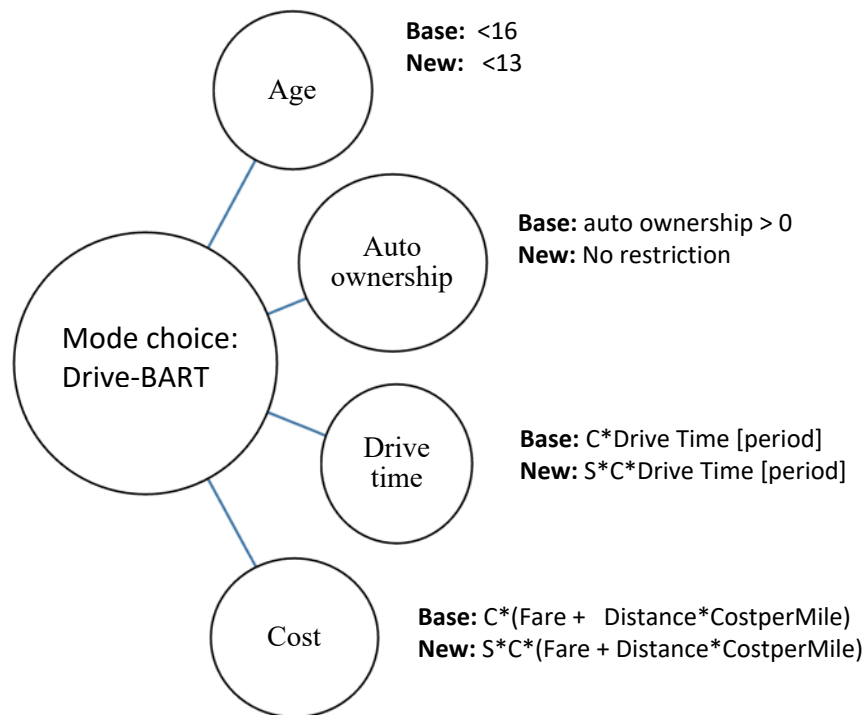 Age
Base: <16
New: <13
Auto
ownership
Base: auto ownership > 0
New: No restriction
Mode choice:
Drive-BART
Drive
time
Base: C*Drive Time [period]
New: S*C*Drive Time [period]
Cost
Base: C*(Fare + Distance*CostperMile)
New: S*C*(Fare + Distance*CostperMile)